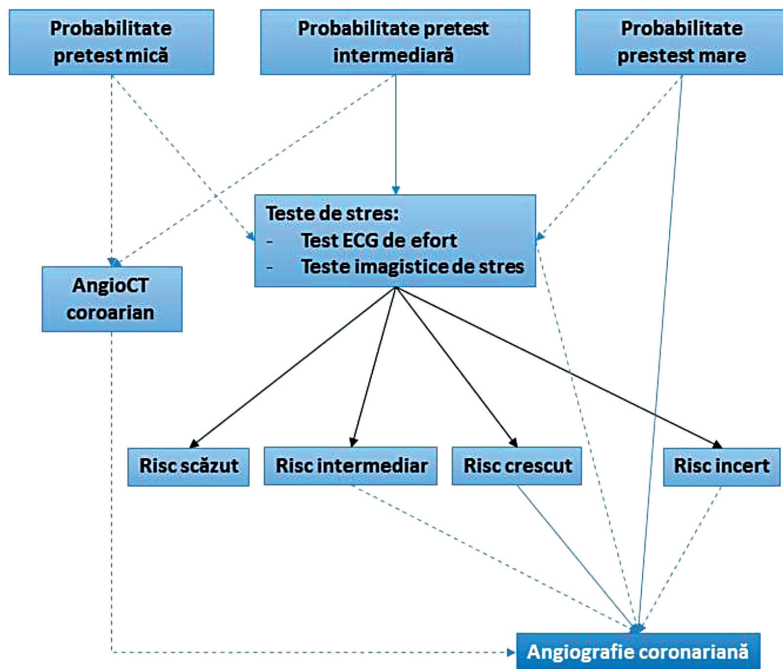 Probabilitate
pretest mică
Probabilitate pretest
intermediară
Probabilitate
prestest mare
Teste de stres:
- Test ECG de efort
- Teste imagistice de stres
AngioCT
coroarian
Risc scăzut
Risc intermediar
Risc crescut
Risc incert
Angiografie coronariană